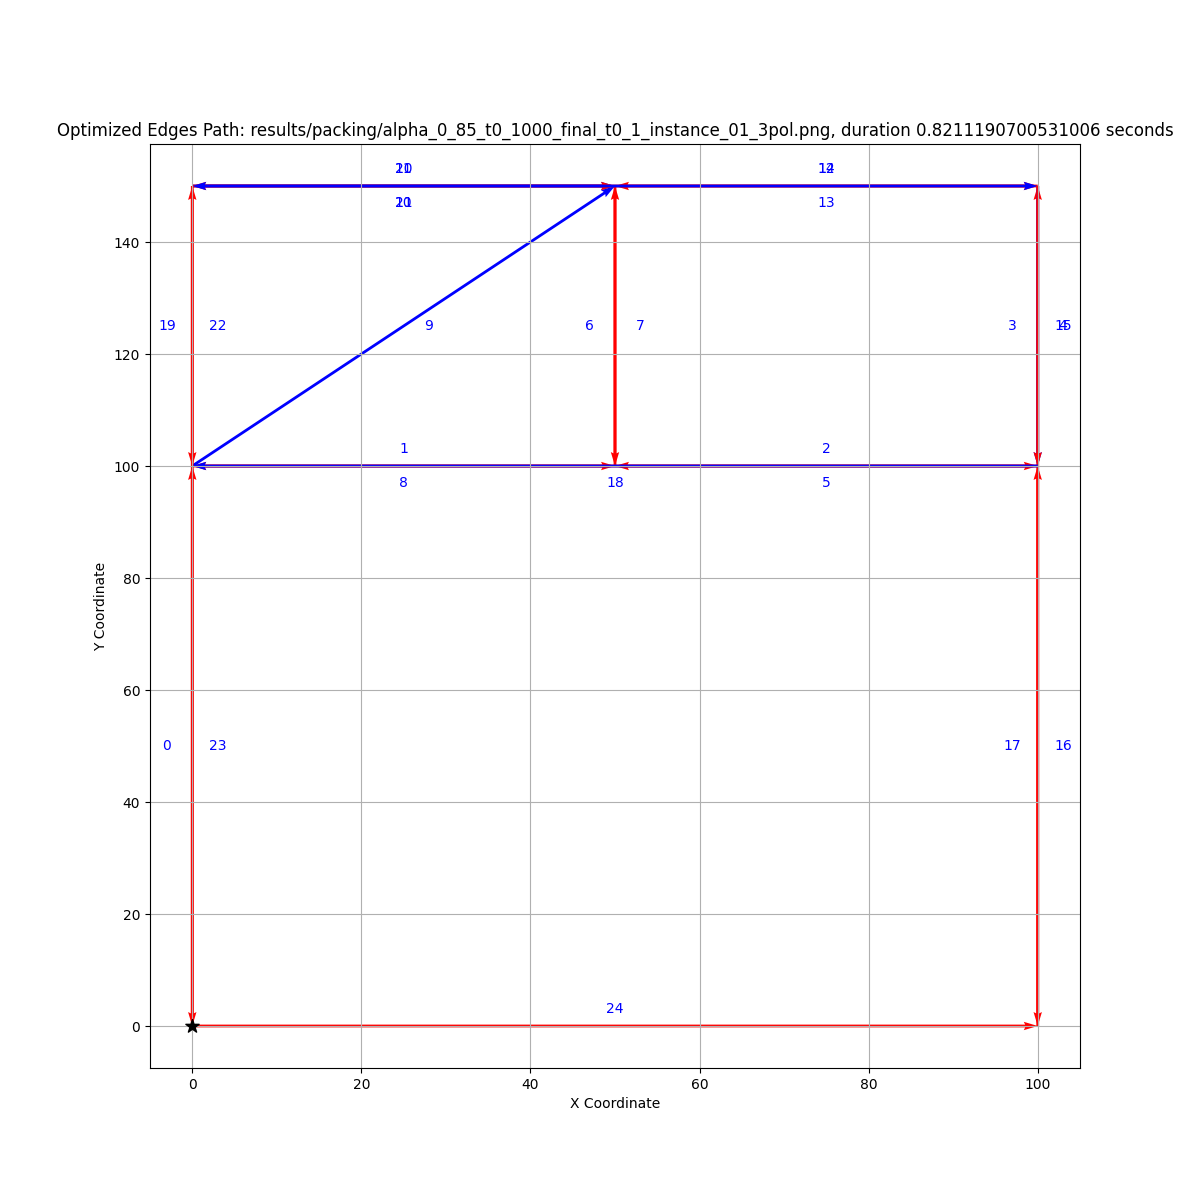 Optimized Edges Path: results/packing/alpha_0_85_t0_1000_final_t0_1_instance_01_3pol.png, duration 0.8211190700531006 seconds
13
140
19 22 9 6 7 3
120
1 2
100
8 18 5
80
Y Coordinate
60
0 23 17 16
40
20
24
0
0 20 40 60 80 100
X Coordinate